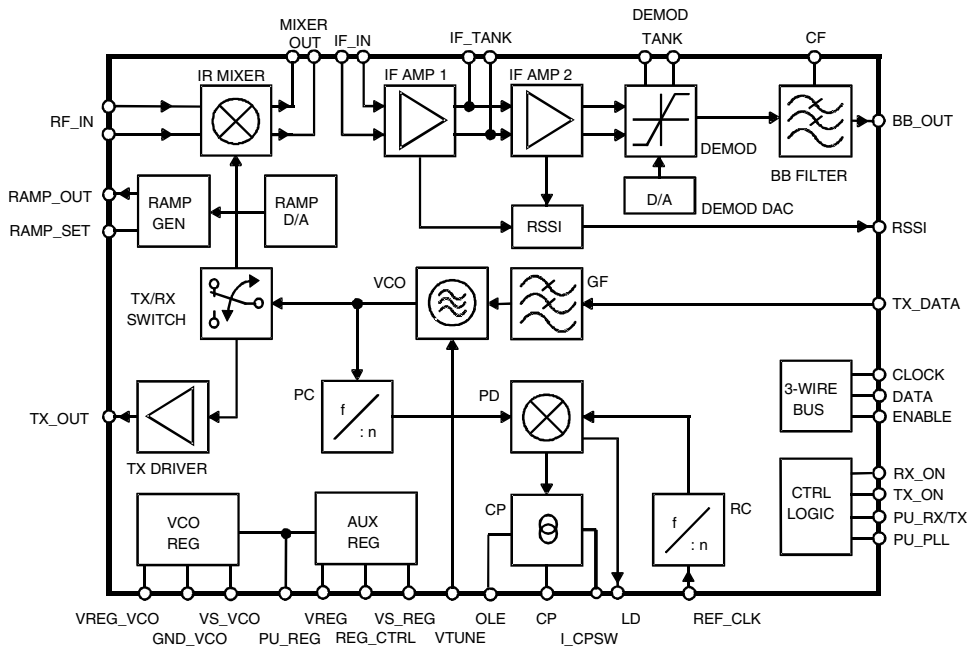 DEMOD
MIXER
OUT
IF_IN
IF_TANK
TANK
CF
IR MIXER
IF AMP 1
IF AMP 2
RF_IN
BB_OUT
DEMOD
BB FILTER
RAMP_OUT
RAMP
GEN
RAMP
D/A
D/A
DEMOD DAC
RAMP_SET
RSSI
RSSI
VCO
GF
TX/RX
SWITCH
TX_DATA
PC
PD
3-WIRE
BUS
CLOCK
DATA
ENABLE
f
: n
TX_OUT
TX DRIVER
CTRL
LOGIC
RX_ON
TX_ON
PU_RX/TX
PU_PLL
VCO
REG
AUX
REG
CP
f
: n
RC
VREG_VCO
VS_VCO
VREG
VS_REG
OLE
CP
LD
REF_CLK
GND_VCO
PU_REG
REG_CTRL
VTUNE
I_CPSW